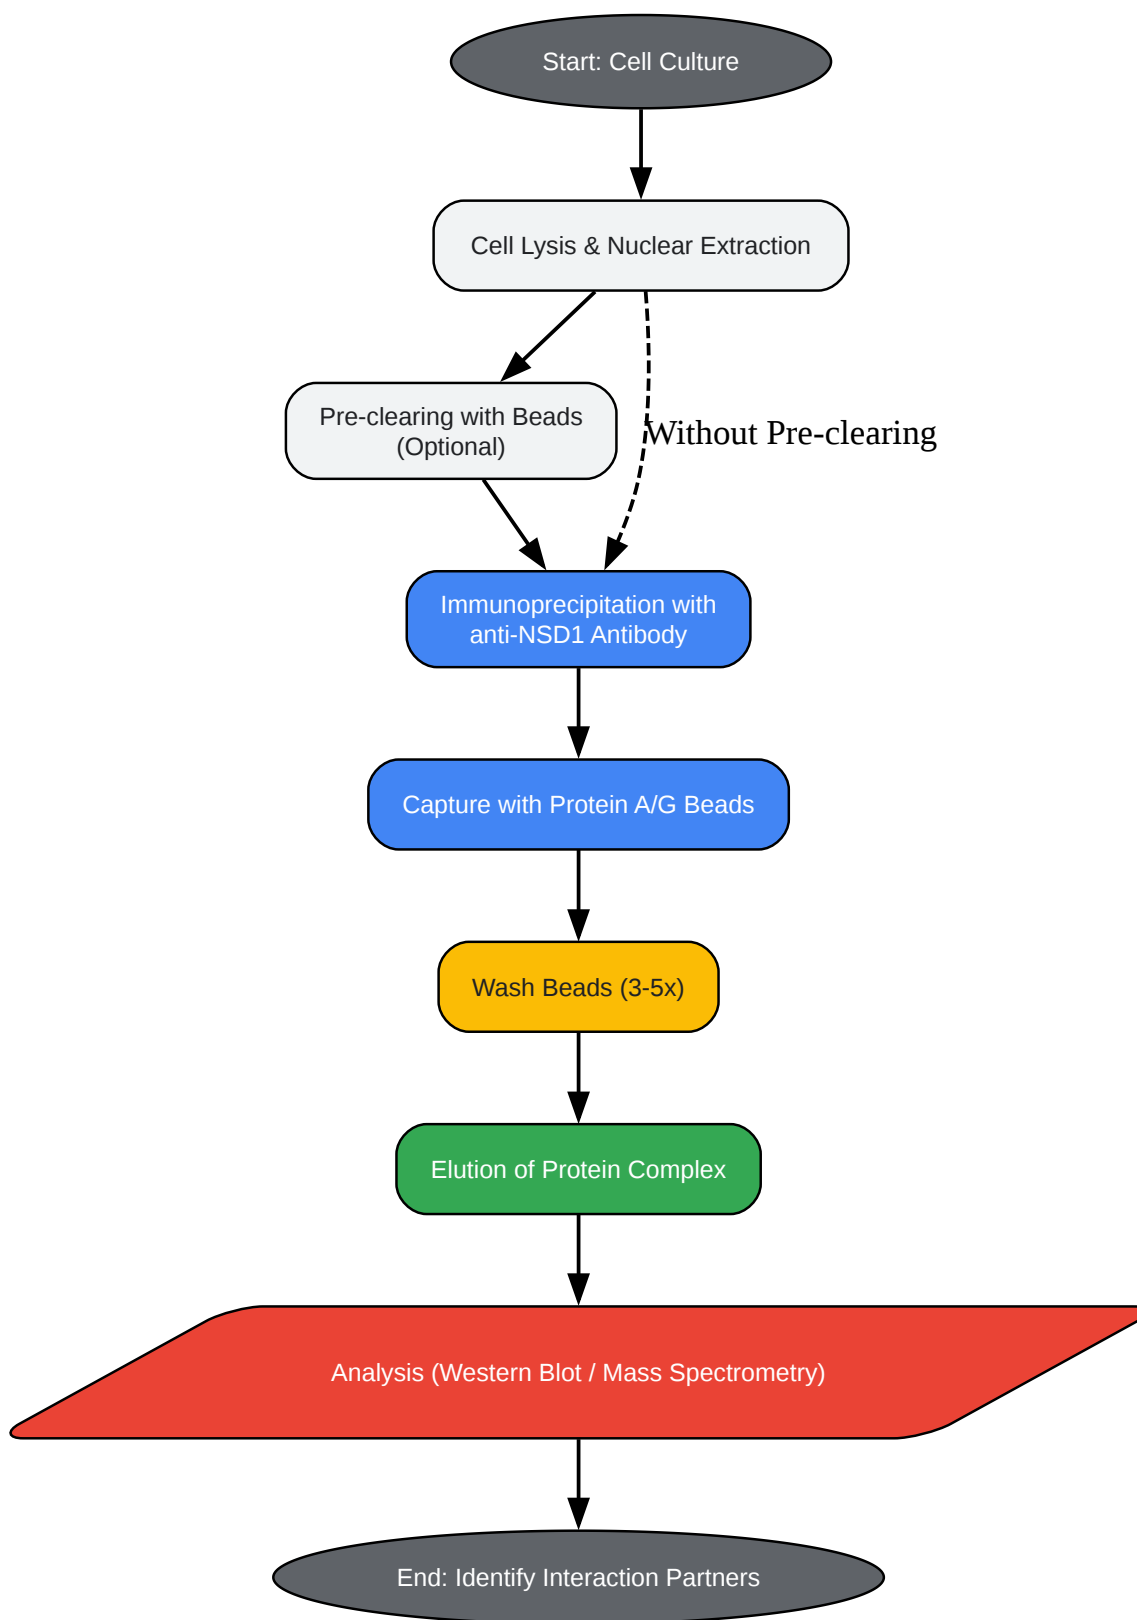 Start: Cell Culture
Cell Lysis & Nuclear Extraction
Pre-clearing with Beads
(Optional)
Without Pre-clearing
Immunoprecipitation with
anti-NSD1 Antibody
Capture with Protein A/G Beads
Wash Beads (3-5x)
Elution of Protein Complex
Analysis (Western Blot / Mass Spectrometry)
End: Identify Interaction Partners